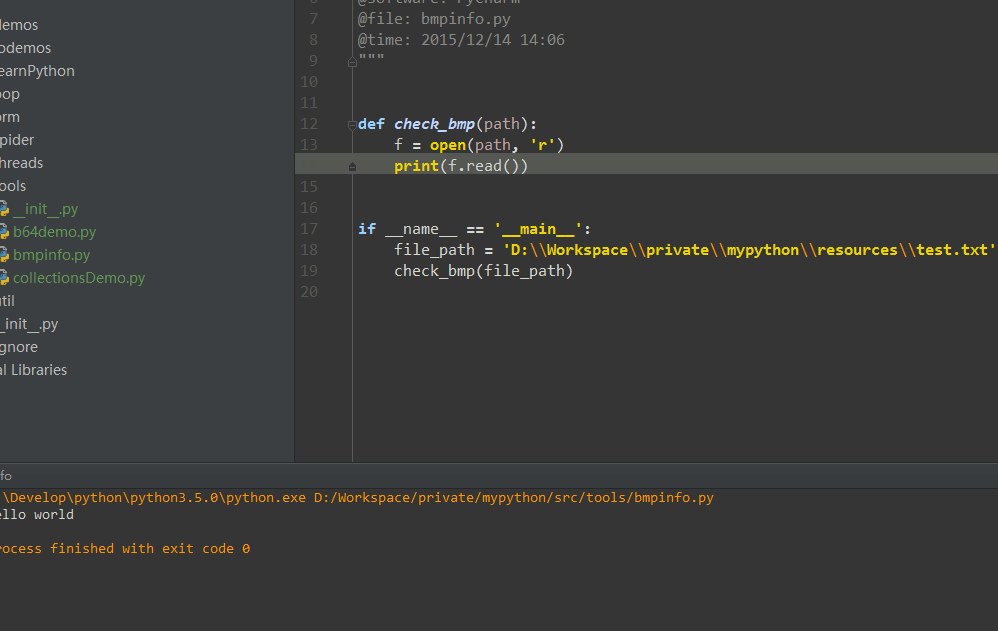 emos
odemos
earnPython
oop
orm
pider
hreads
ools
__init__.py
b64demo.py
bmpinfo.py
collectionsDemo.py
util
_init__.py
gnore
al Libraries
7 @file: bmpinfo.py
8 @time: 2015/12/14 14:06
9 """
10
11
12 def check_bmp(path):
13 f = open(path, 'r')
print(f.read())
15
16
17 if __name__ == '__main__':
18 file_path = 'D:\\Workspace\\private\\mypython\\resources\\test.txt'
19 check_bmp(file_path)
20
fo
\Develop\python\python3.5.0\python.exe D:/Workspace/private/mypython/src/tools/bmpinfo.py
ello world
rocess finished with exit code 0